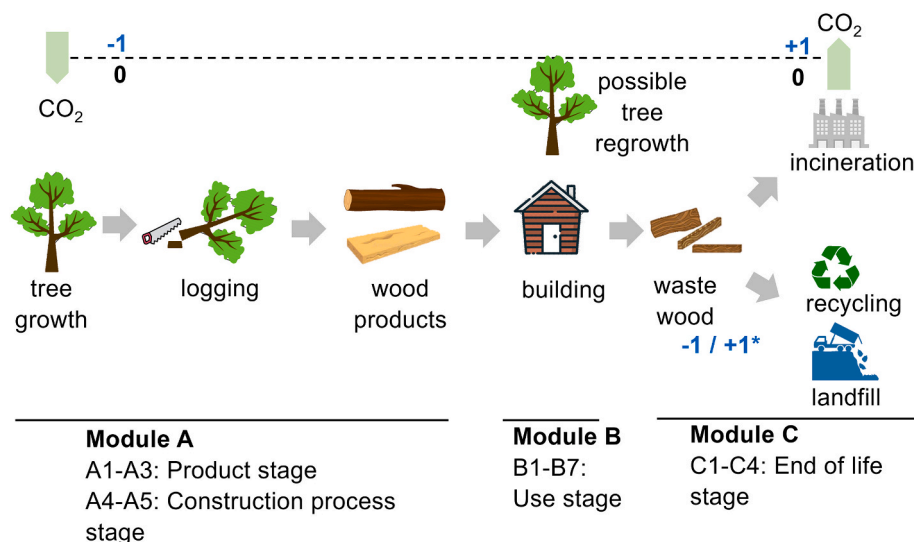 CO₂
-1
0
CO₂
+1
0
possible
tree
regrowth
incineration
tree
growth
logging
wood
products
building
waste
wood
-1 / +1*
recycling
landfill
Module A
A1-A3: Product stage
A4-A5: Construction process
stage
Module B
B1-B7:
Use stage
Module C
C1-C4: End of life
stage